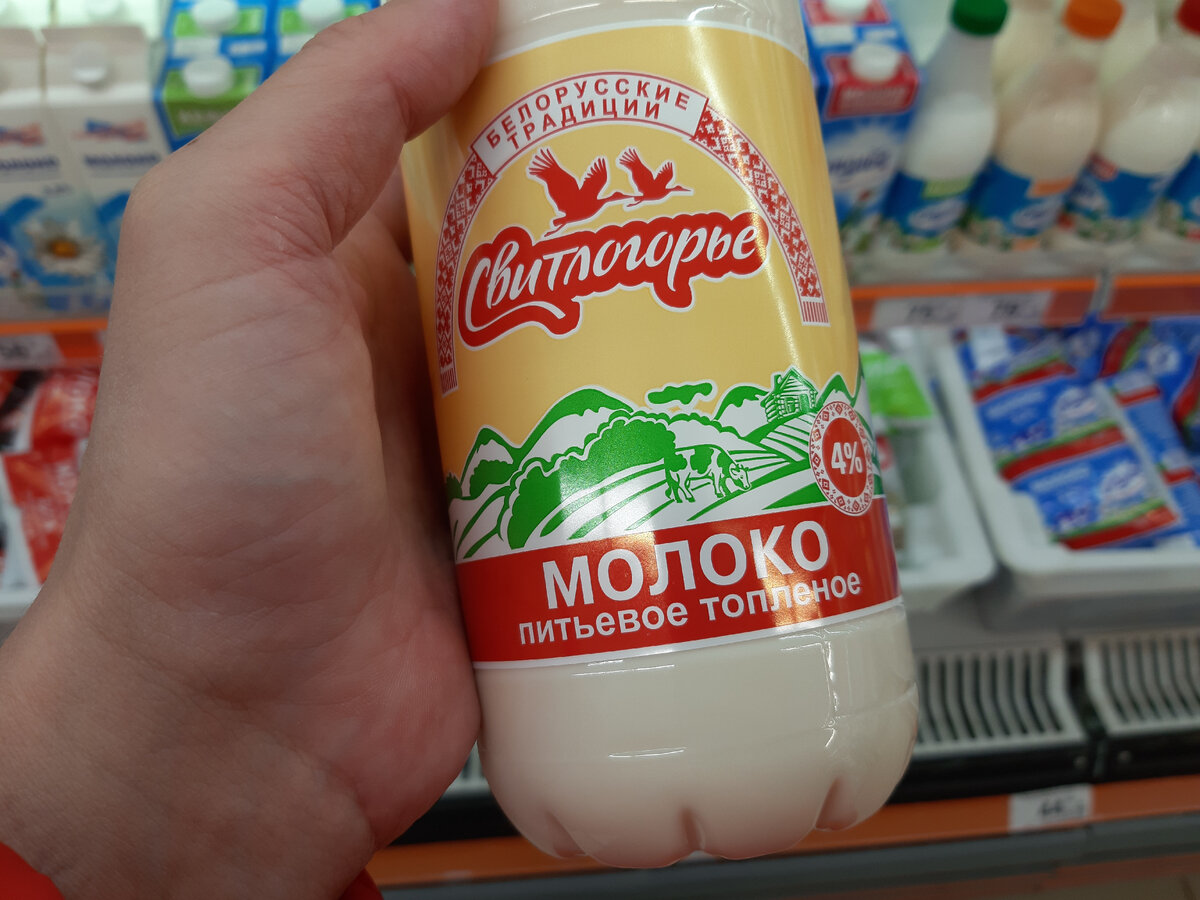 БЕЛОРУССКИЕ
ТРАДИЦИИ
Свитлогорье
4%
МОЛОКО
питьевое топленое